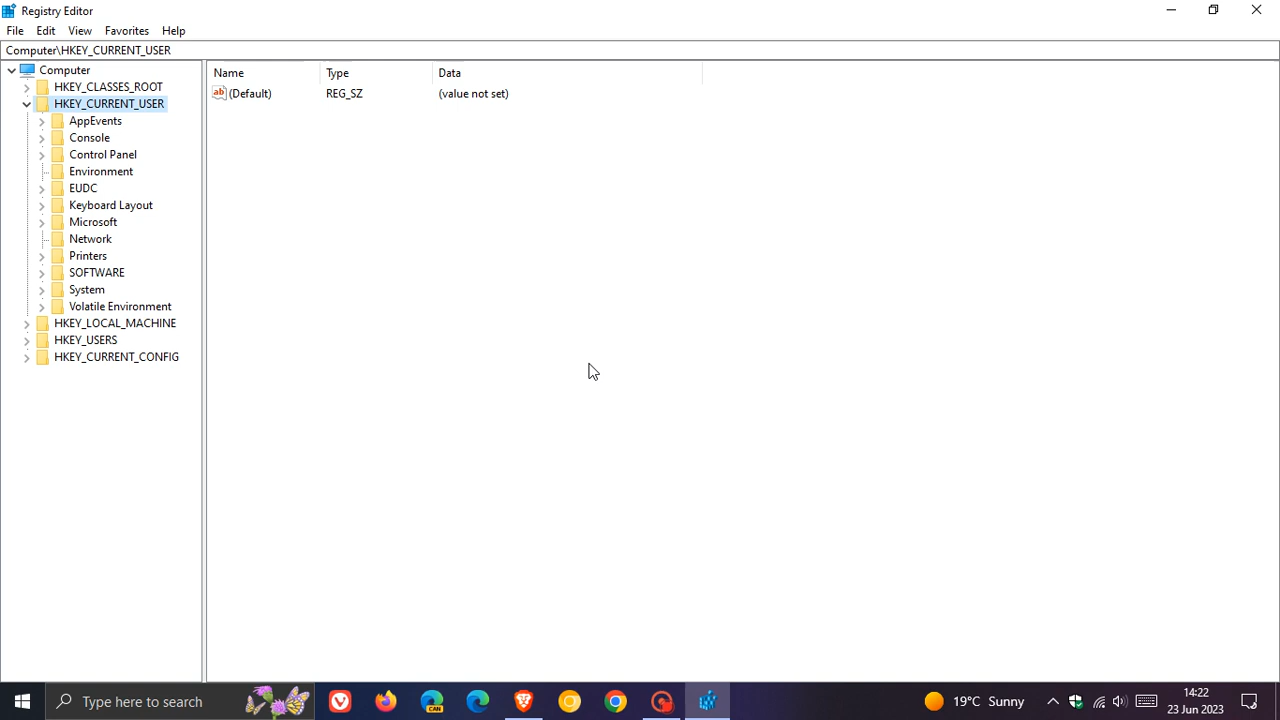 Registry Editor
File Edit View Favorites Help
Computer\HKEY_CURRENT_USER
Computer
HKEY_CLASSES_ROOT
HKEY_CURRENT_USER
AppEvents
Console
Control Panel
Environment
EUDC
Keyboard Layout
Microsoft
Network
Printers
SOFTWARE
System
Volatile Environment
HKEY_LOCAL_MACHINE
HKEY_USERS
HKEY_CURRENT_CONFIG
Name Type Data
ab (Default) REG_SZ (value not set)
Type here to search
CAN
19°C Sunny
14:22
23 Jun 2023